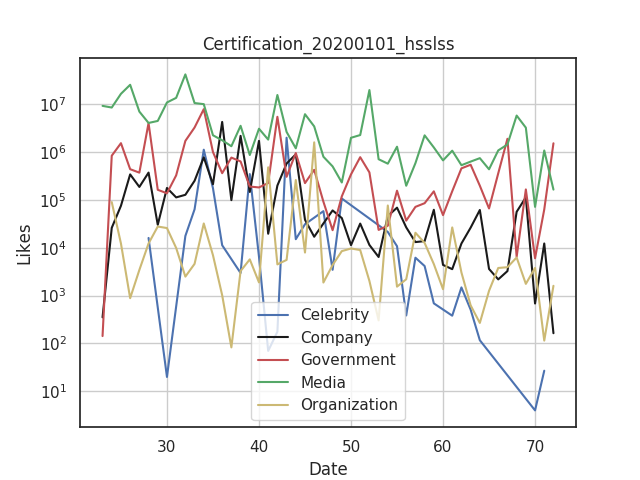 Certification_20200101_hsslss
Likes
10^7
10^6
10^5
10^4
10^3
10^2
10^1
Celebrity
Company
Government
Media
Organization
30 40 50 60 70
Date